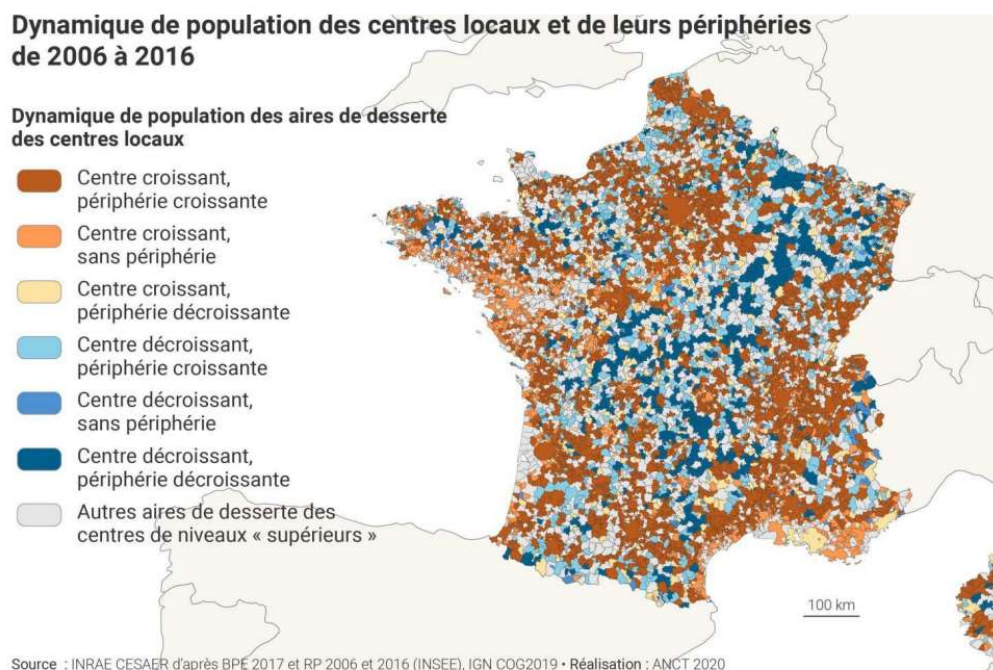 Dynamique de population des centres locaux et de leurs périphéries
de 2006 à 2016
Dynamique de population des aires de desserte
des centres locaux
Centre croissant,
périphérie croissante
Centre croissant,
sans périphérie
Centre croissant,
périphérie décroissante
Centre décroissant,
périphérie croissante
Centre décroissant,
sans périphérie
Centre décroissant,
périphérie décroissante
Autres aires de desserte des
centres de niveaux « supérieurs »
100 km
Source : INRAE CESAER d'après BPE 2017 et RP 2006 et 2016 (INSEE), IGN COG2019 • Réalisation : ANCT 2020